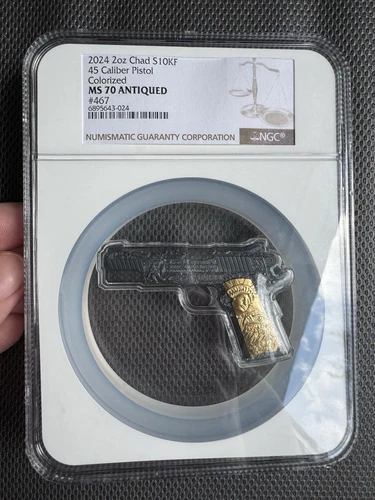 2024 2oz Chad S10KF
45 Caliber Pistol
Colorized
MS 70 ANTIQUED
#467
6895643-024
NUMISMATIC GUARANTY CORPORATION
NGC®